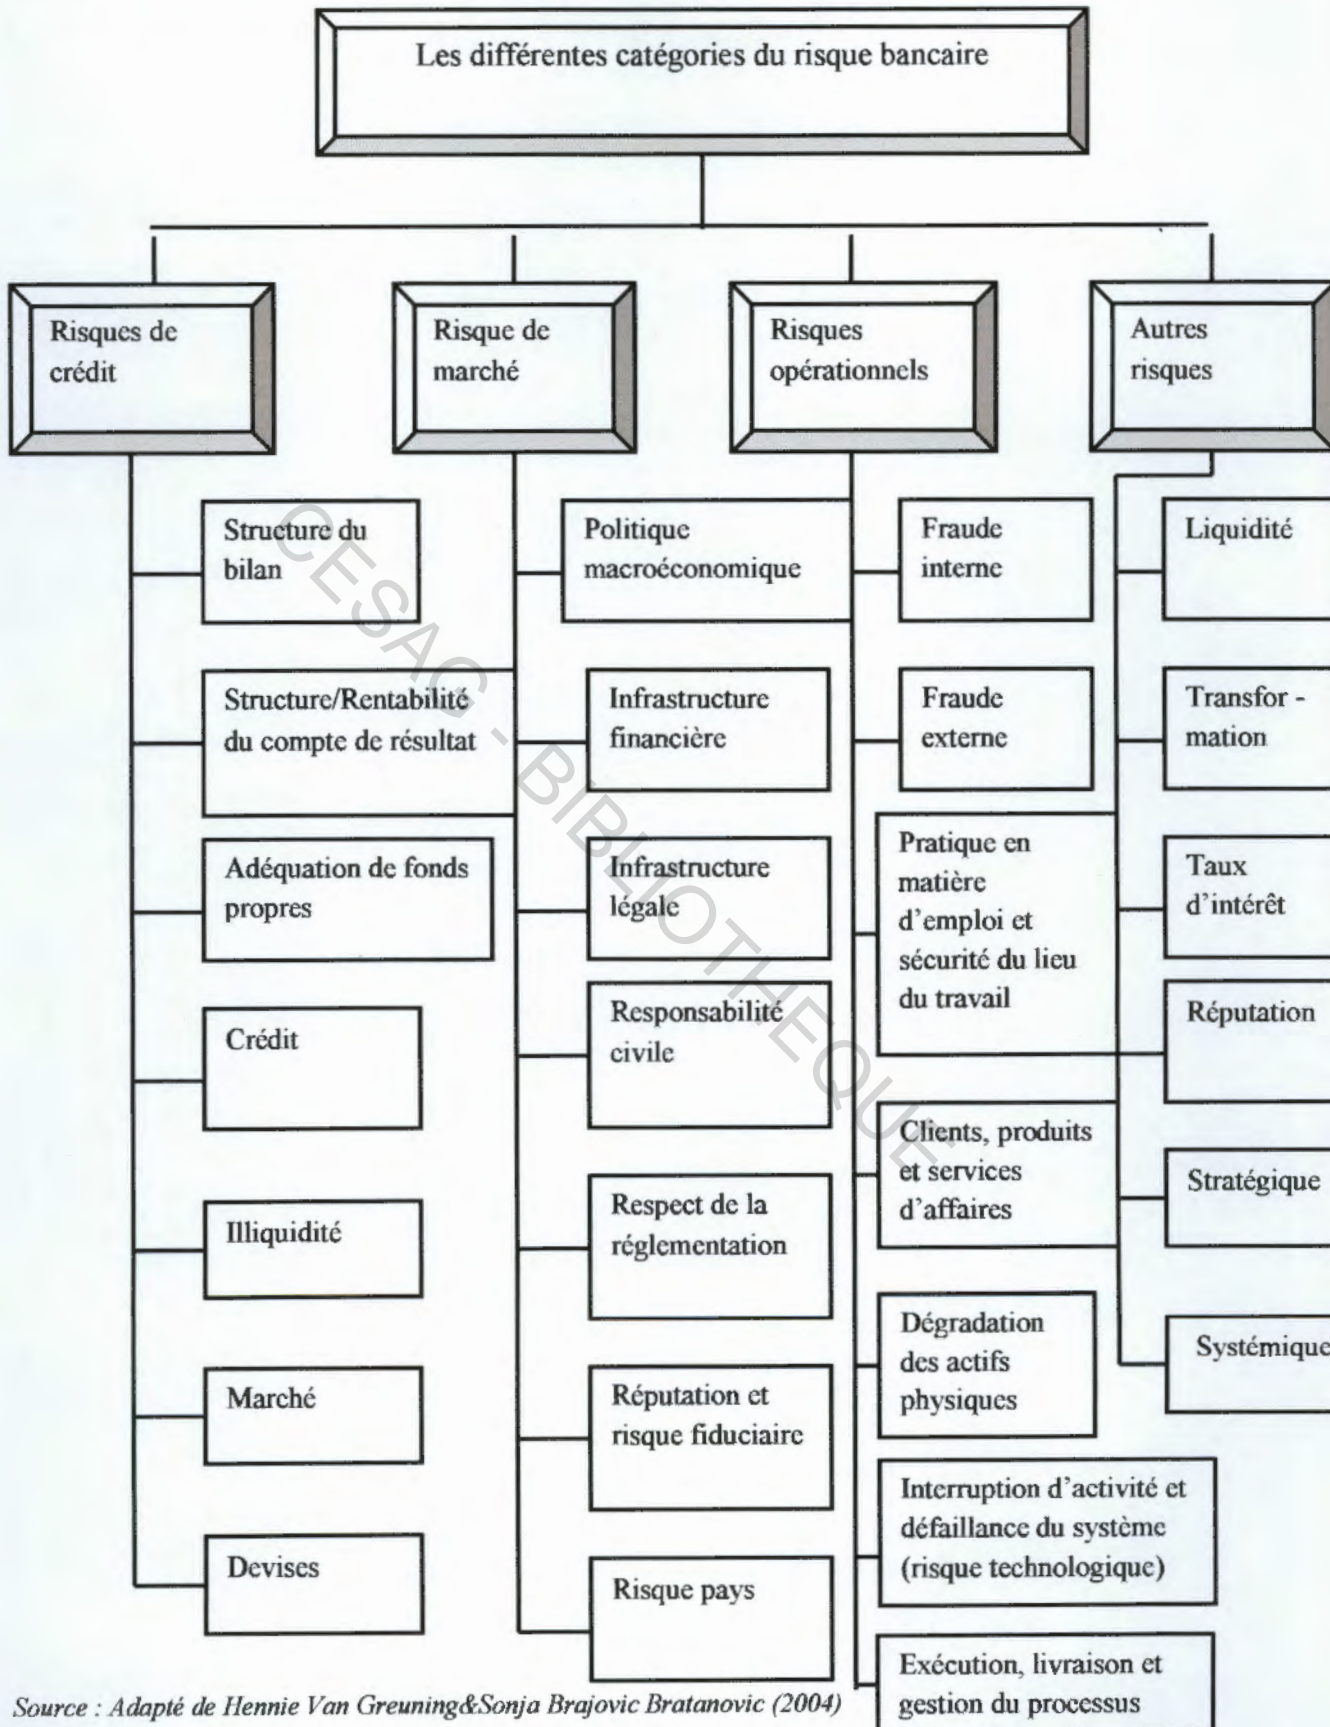 Les différentes catégories du risque bancaire
Risques de
crédit
Risque de
marché
Risques
opérationnels
Autres
risques
Structure du
bilan
Structure/Rentabilité
du compte de résultat
Adéquation de fonds
propres
Crédit
Illiquidité
Marché
Devises
Politique
macroéconomique
Infrastructure
financière
Infrastructure
légale
Responsabilité
civile
Respect de la
réglementation
Réputation et
risque fiduciaire
Risque pays
Fraude
interne
Fraude
externe
Pratique en
matière
d'emploi et
sécurité du lieu
du travail
Clients, produits
et services
d'affaires
Dégradation
des actifs
physiques
Interruption d'activité et
défaillance du système
(risque technologique)
Exécution, livraison et
gestion du processus
Liquidité
Transfor -
mation
Taux
d'intérêt
Réputation
Stratégique
Systémique
CESAG - BIBLIOTHEQUE
Source : Adapté de Hennie Van Greuning&Sonja Brajovic Bratanovic (2004)